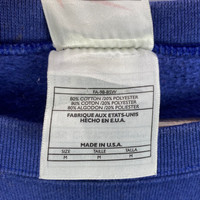 80% COTTON /20% POLYESTER
80% COTON /20% POLYESTER
80% ALGODON /20% POLYESTER
FABRIQUE AUX ETATS-UNIS
HECHO EN E.U.A.
MADE IN U.S.A.
SIZE TAILLE TALLA
M M M